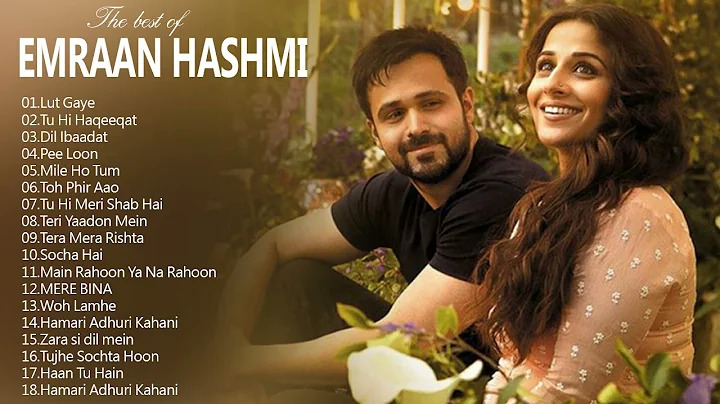 The best of
EMRAAN HASHMI
01.Lut Gaye
02.Tu Hi Haqeeqat
03.Dil Ibaadat
04.Pee Loon
05.Mile Ho Tum
06.Toh Phir Aao
07.Tu Hi Meri Shab Hai
08.Teri Yaadon Mein
09.Tera Mera Rishta
10.Socha Hai
11.Main Rahoon Ya Na Rahoon
12.MERE BINA
13.Woh Lamhe
14.Hamari Adhuri Kahani
15.Zara si dil mein
16.Tujhe Sochta Hoon
17.Haan Tu Hain
18.Hamari Adhuri Kahani